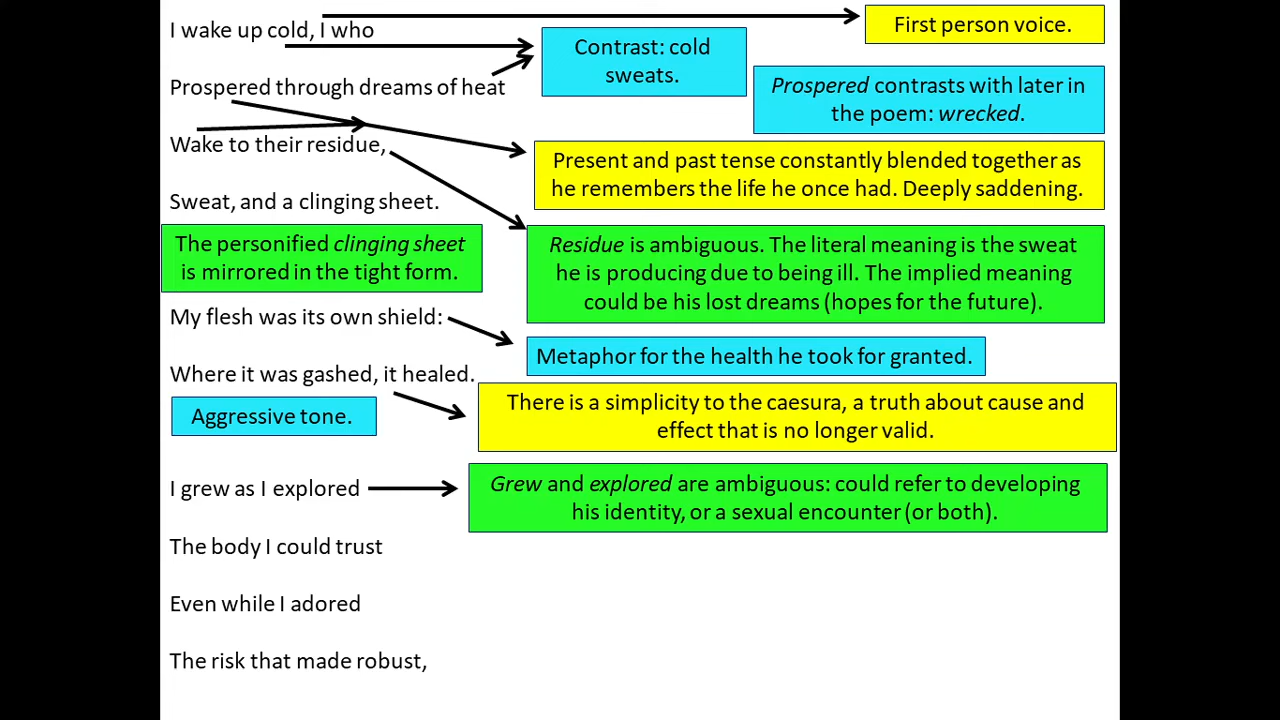 I wake up cold, I who
First person voice.
Contrast: cold
sweats.
Prospered through dreams of heat
Prospered contrasts with later in
the poem: wrecked.
Wake to their residue,
Present and past tense constantly blended together as
he remembers the life he once had. Deeply saddening.
Sweat, and a clinging sheet.
The personified clinging sheet
is mirrored in the tight form.
Residue is ambiguous. The literal meaning is the sweat
he is producing due to being ill. The implied meaning
could be his lost dreams (hopes for the future).
My flesh was its own shield:
Metaphor for the health he took for granted.
Where it was gashed, it healed.
Aggressive tone.
There is a simplicity to the caesura, a truth about cause and
effect that is no longer valid.
I grew as I explored
Grew and explored are ambiguous: could refer to developing
his identity, or a sexual encounter (or both).
The body I could trust
Even while I adored
The risk that made robust,